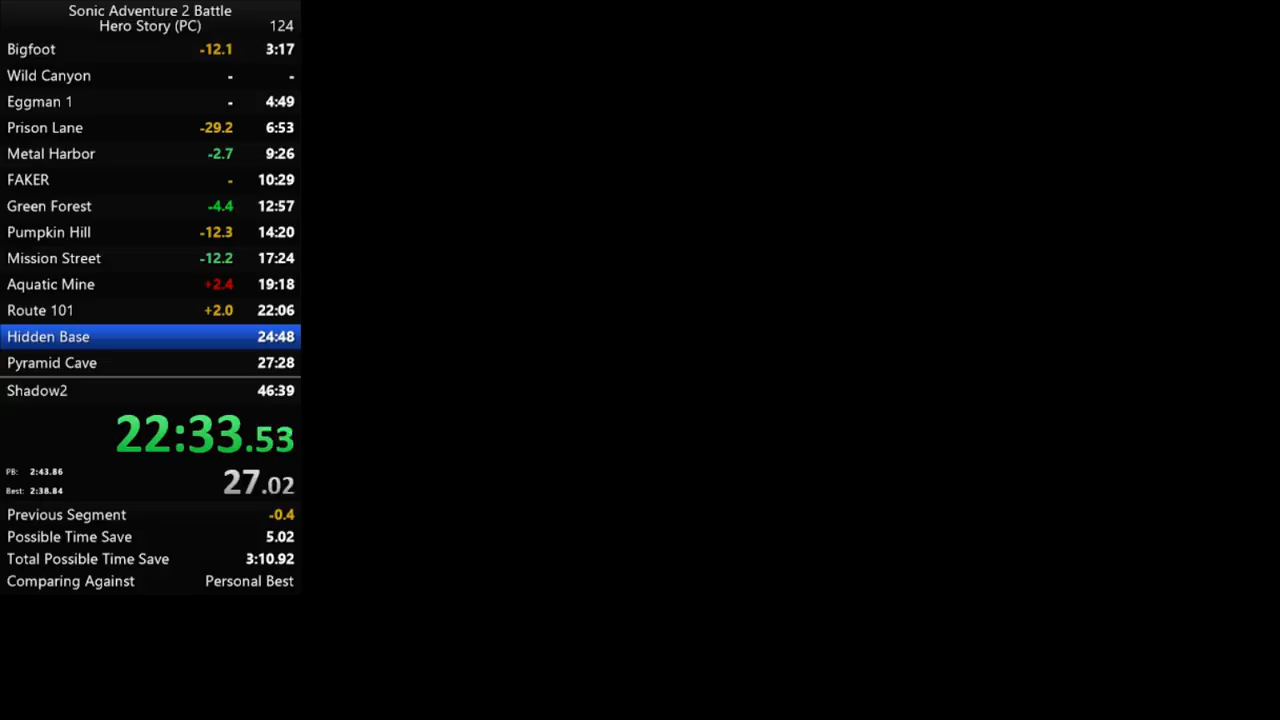 Sonic Adventure 2 Battle
Hero Story (PC) 124
Bigfoot -12.1 3:17
Wild Canyon - -
Eggman 1 - 4:49
Prison Lane -29.2 6:53
Metal Harbor -2.7 9:26
FAKER - 10:29
Green Forest -4.4 12:57
Pumpkin Hill -12.3 14:20
Mission Street -12.2 17:24
Aquatic Mine +2.4 19:18
Route 101 +2.0 22:06
Hidden Base 24:48
Pyramid Cave 27:28
Shadow2 46:39
22:33.53
PB: 2:43.86
27.02
Best: 2:38.84
Previous Segment -0.4
Possible Time Save 5.02
Total Possible Time Save 3:10.92
Comparing Against Personal Best